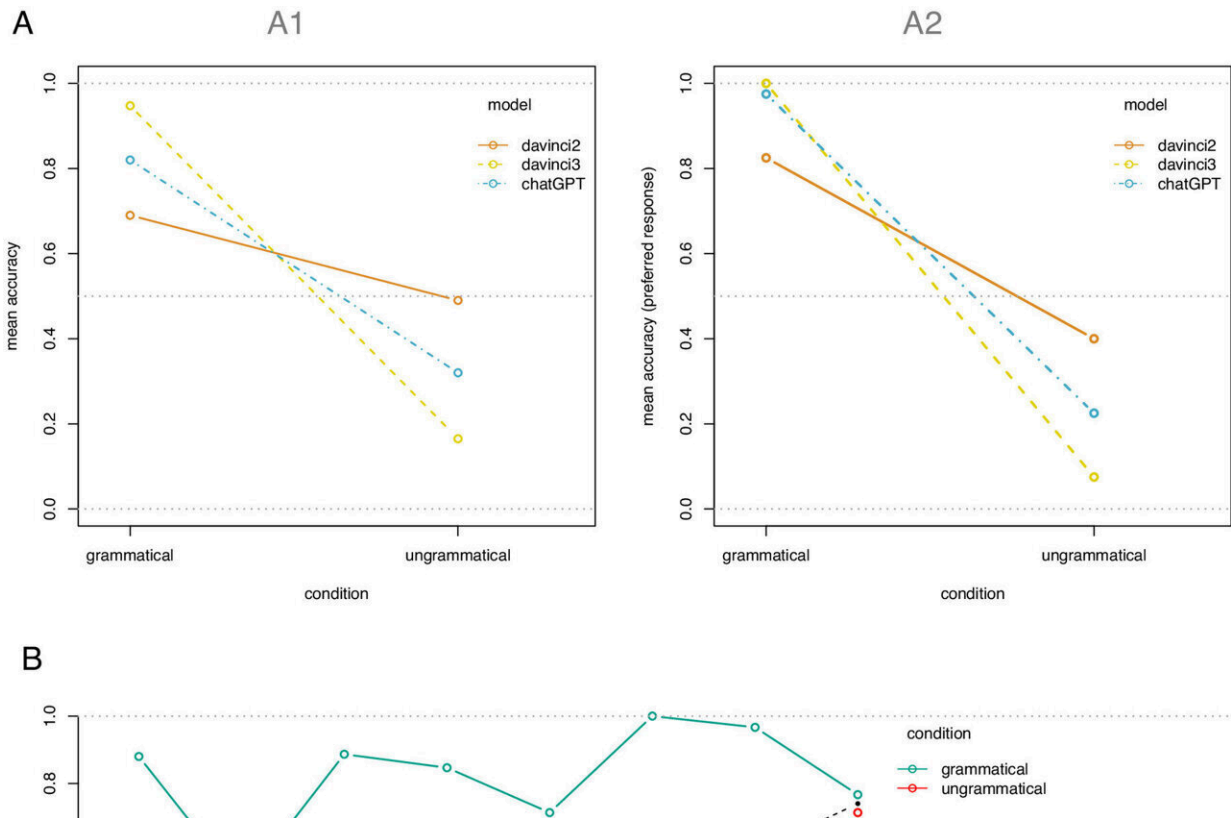 A
A1
A2
mean accuracy
1.0
0.8
0.6
0.4
0.2
0.0
model
davinci2
davinci3
chatGPT
grammatical
ungrammatical
condition
mean accuracy (preferred response)
1.0
0.8
0.6
0.4
0.2
0.0
model
davinci2
davinci3
chatGPT
grammatical
ungrammatical
condition
B
1.0
0.8
condition
grammatical
ungrammatical